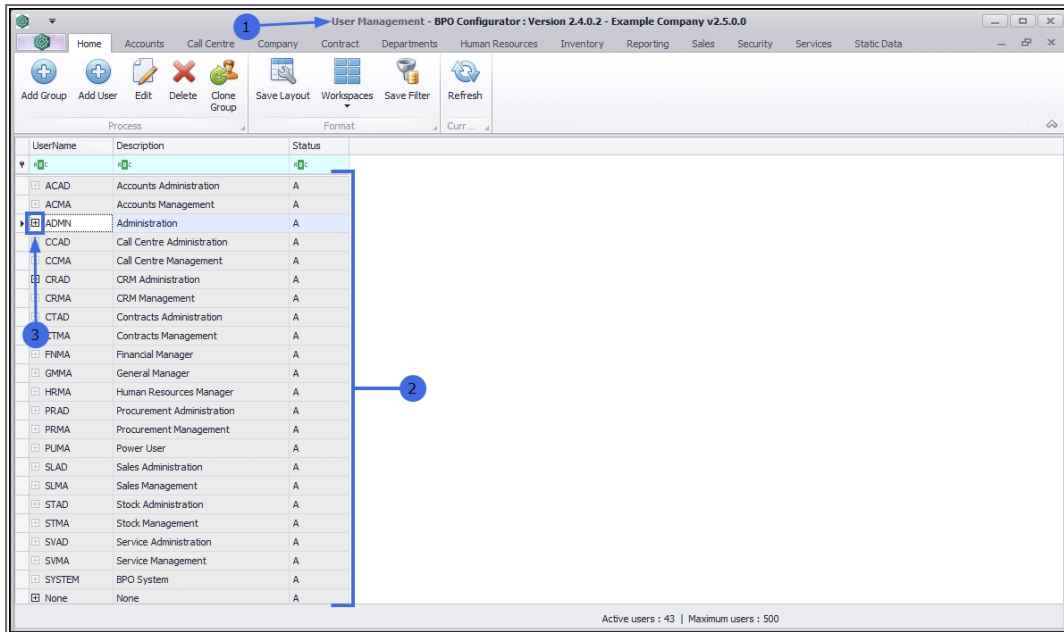 1
User Management - BPO Configurator : Version 2.4.0.2 - Example Company v2.5.0.0
Home Accounts Call Centre Company Contract Departments Human Resources Inventory Reporting Sales Security Services Static Data
Add Group Add User Edit Delete Clone Group Save Layout Workspaces Save Filter Refresh
Process Format Curr...
UserName Description Status
ACAD Accounts Administration A
ACMA Accounts Management A
ADMN Administration A
CCAD Call Centre Administration A
CCMA Call Centre Management A
CRAD CRM Administration A
CRMA CRM Management A
CTAD Contracts Administration A
3 CTMA Contracts Management A
FNMA Financial Manager A
GMMA General Manager A
HRMA Human Resources Manager A
2
PRAD Procurement Administration A
PRMA Procurement Management A
PUMA Power User A
SLAD Sales Administration A
SLMA Sales Management A
STAD Stock Administration A
STMA Stock Management A
SVAD Service Administration A
SVMA Service Management A
SYSTEM BPO System A
None None A
Active users : 43 | Maximum users : 500